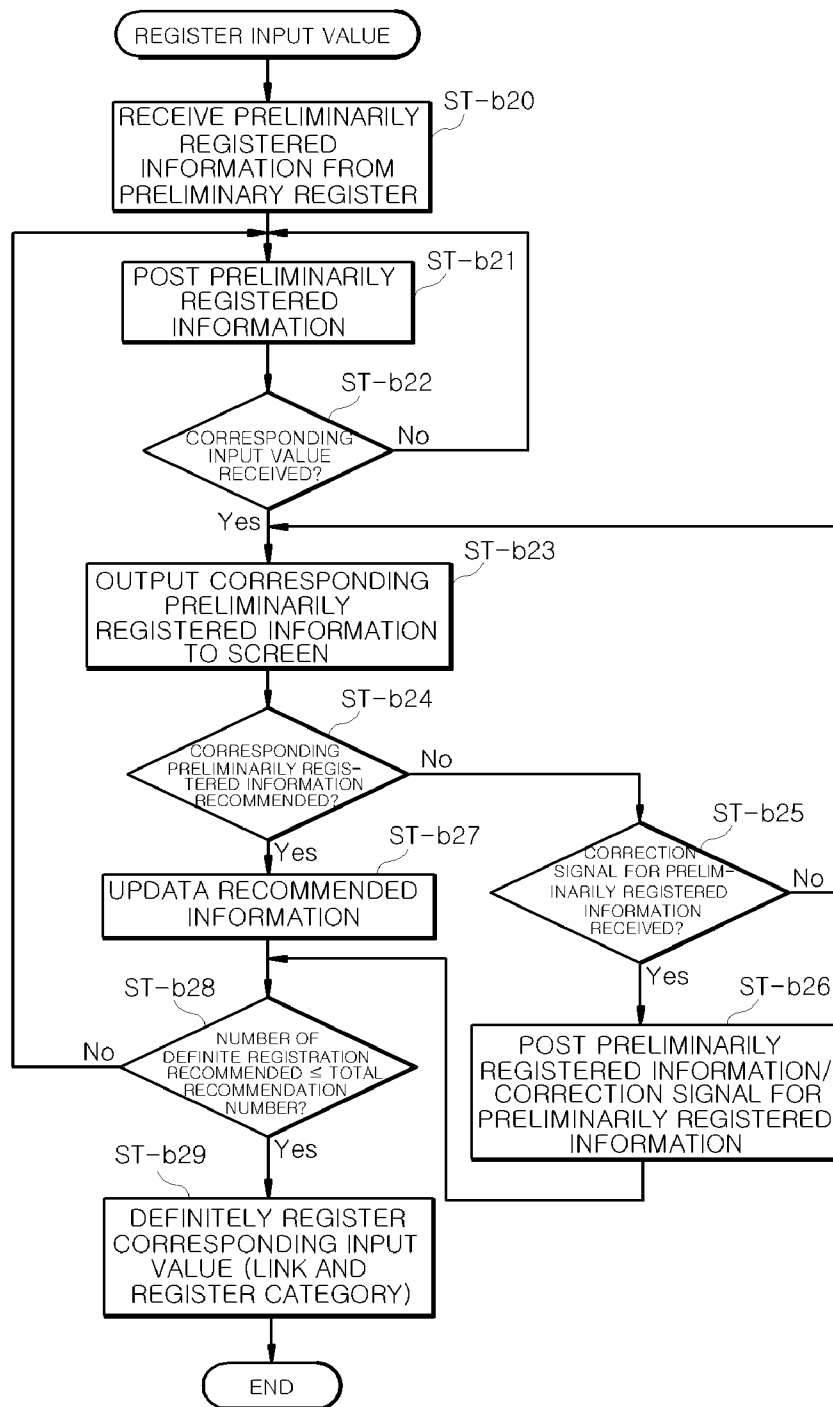 REGISTER INPUT VALUE
ST-b20
RECEIVE PRELIMINARILY
REGISTERED
INFORMATION FROM
PRELIMINARY REGISTER
ST-b21
POST PRELIMINARILY
REGISTERED
INFORMATION
ST-b22
CORRESPONDING
INPUT VALUE
RECEIVED?
No
Yes
ST-b23
OUTPUT CORRESPONDING
PRELIMINARILY
REGISTERED INFORMATION
TO SCREEN
ST-b24
CORRESPONDING
PRELIMINARILY REGIS-
TERED INFORMATION
RECOMMENDED?
No
Yes
ST-b25
CORRECTION
SIGNAL FOR PRELIM-
INARILY REGISTERED
INFORMATION
RECEIVED?
No
Yes
ST-b27
UPDATA RECOMMENDED
INFORMATION
ST-b26
POST PRELIMINARILY
REGISTERED INFORMATION/
CORRECTION SIGNAL FOR
PRELIMINARILY REGISTERED
INFORMATION
ST-b28
NUMBER OF
DEFINITE REGISTRATION
RECOMMENDED ≤ TOTAL
RECOMMENDATION
NUMBER?
No
Yes
ST-b29
DEFINITELY REGISTER
CORRESPONDING INPUT
VALUE (LINK AND
REGISTER CATEGORY)
END